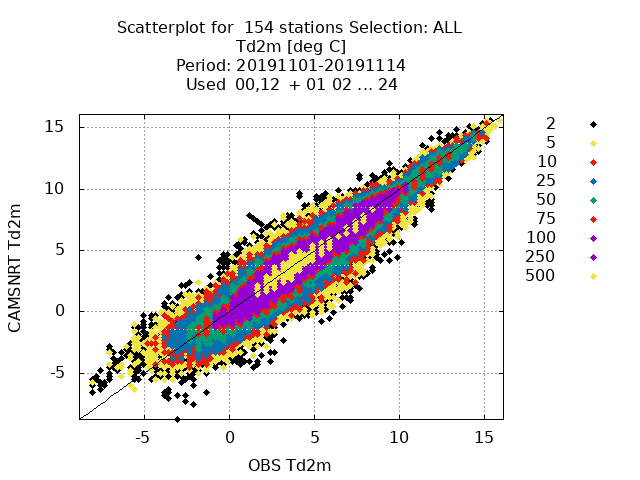 Scatterplot for  154 stations Selection: ALL
Td2m [deg C]
Period: 20191101-20191114
Used  00,12  + 01 02 ... 24
CAMSNRT Td2m
15
10
5
0
-5
-5 0 5 10 15
OBS Td2m
2
5
10
25
50
75
100
250
500